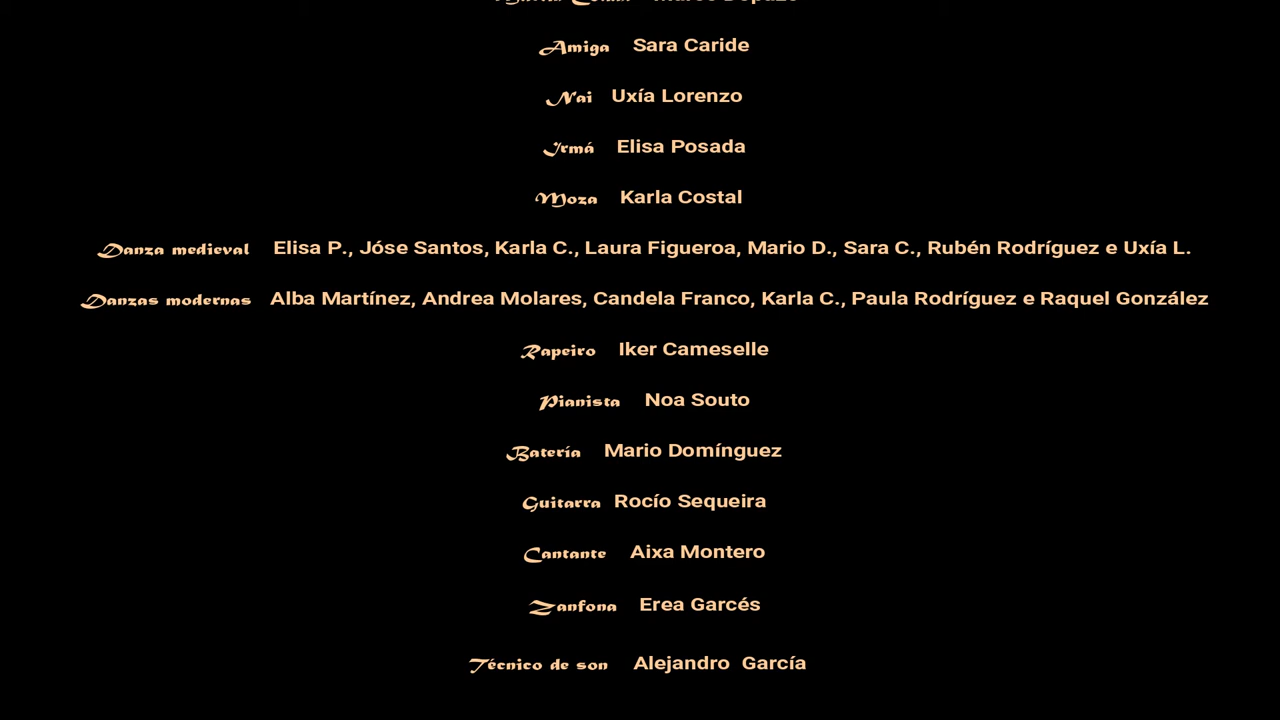 Amiga Sara Caride
Nai Uxía Lorenzo
Irmá Elisa Posada
Moza Karla Costal
Danza medieval Elisa P., Jóse Santos, Karla C., Laura Figueroa, Mario D., Sara C., Rubén Rodríguez e Uxía L.
Danzas modernas Alba Martínez, Andrea Molares, Candela Franco, Karla C., Paula Rodríguez e Raquel González
Rapeiro Iker Cameselle
Pianista Noa Souto
Batería Mario Domínguez
Guitarra Rocío Sequeira
Cantante Aixa Montero
Zanfona Erea Garcés
Técnico de son Alejandro García